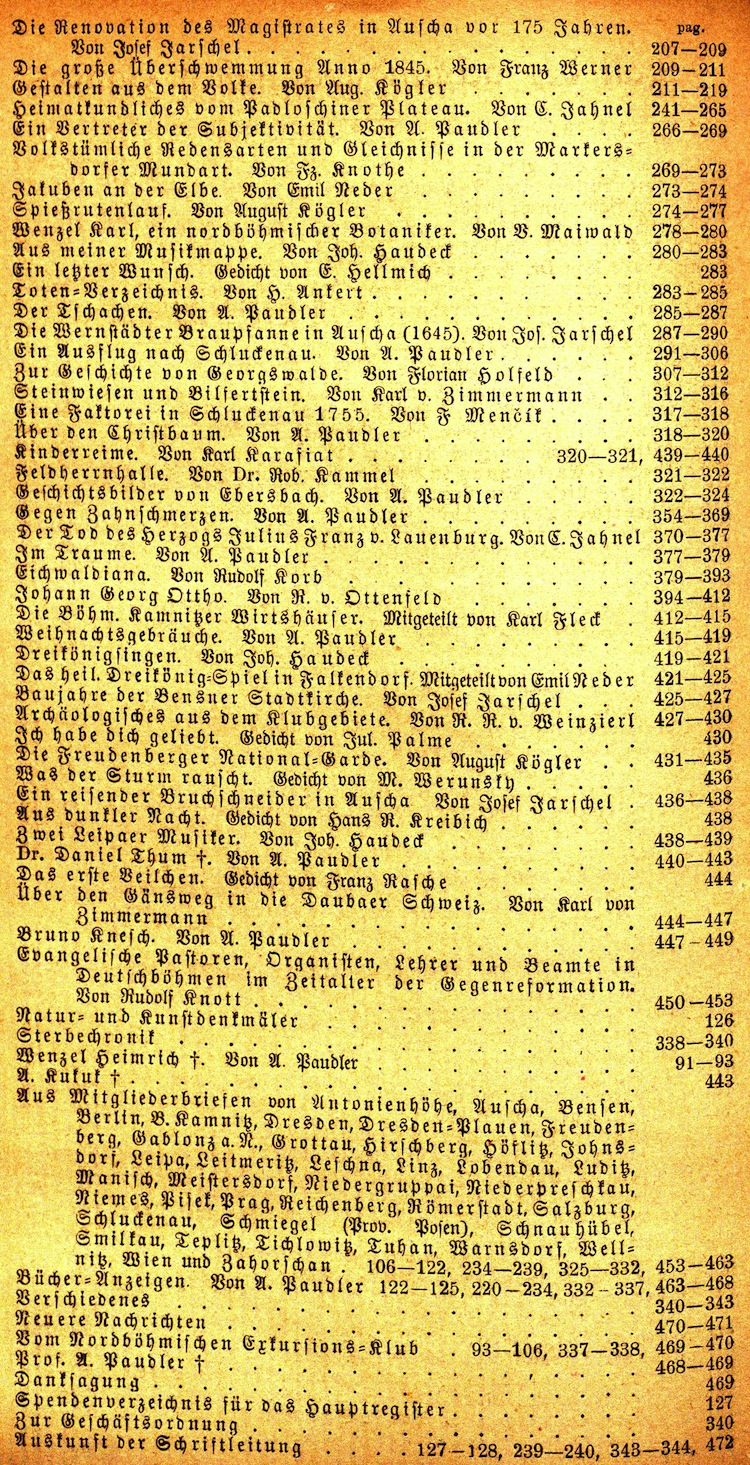 Die Renovation des Magistrates in Auscha vor 175 Jahren. pag.
Von Josef Jarschel . . . . . . . . . . . . . . 207—209
Die große Überschwemmung Anno 1845. Von Franz Werner 209—211
Gestalten aus dem Volke. Von Aug. Kögler . . . . . . 211—219
Heimatkundliches vom Padloschiner Plateau. Von C. Jahnel 241—265
Ein Vertreter der Subjektivität. Von A. Paudler . . . . 266—269
Volkstümliche Redensarten und Gleichnisse in der Markers-
dorfer Mundart. Von Fz. Knothe . . . . . . . . 269—273
Jakuben an der Elbe. Von Emil Neder . . . . . . . . 273—274
Spießrutenlauf. Von August Kögler . . . . . . . . 274—277
Wenzel Karl, ein nordböhmischer Botaniker. Von V. Maiwald 278—280
Aus meiner Musikmappe. Von Joh. Haudeck . . . . . . 280—283
Ein letzter Wunsch. Gedicht von E. Hellmich . . . . . . 283
Toten-Verzeichnis. Von H. Ankert . . . . . . . . . . 283—285
Der Tschachen. Von A. Paudler . . . . . . . . . . 285—287
Die Wernstädter Braupfanne in Auscha (1645). Von Jos. Jarschel 287—290
Ein Ausflug nach Schluckenau. Von A. Paudler . . . . . 291—306
Zur Geschichte von Georgswalde. Von Florian Holfeld . . . 307—312
Steinwiesen und Bilfertstein. Von Karl v. Zimmermann . . 312—316
Eine Faktorei in Schluckenau 1755. Von F Menčik . . . . 317—318
Über den Christbaum. Von A. Paudler . . . . . . . . 318—320
Kinderreime. Von Karl Karafiat . . . . . . 320—321, 439—440
Feldherrnhalle. Von Dr. Rob. Kammel . . . . . . . . 321—322
Geschichtsbilder von Ebersbach. Von A. Paudler . . . . . 322—324
Gegen Zahnschmerzen. Von A. Paudler . . . . . . . . 354—369
Der Tod des Herzogs Julius Franz v. Lauenburg. Von C. Jahnel 370—377
Im Traume. Von A. Paudler . . . . . . . . . . . 377—379
Eichwaldiana. Von Rudolf Korb . . . . . . . . . . 379—393
Johann Georg Ottho. Von R. v. Ottenfeld . . . . . . 394—412
Die Böhm. Kamnitzer Wirtshäuser. Mitgeteilt von Karl Fleck . 412—415
Weihnachtsgebräuche. Von A. Paudler . . . . . . . . 415—419
Dreikönigsingen. Von Joh. Haudeck . . . . . . . . . 419—421
Das heil. Dreikönig-Spiel in Falkendorf. Mitgeteilt von Emil Neder 421—425
Baujahre der Bensner Stadtkirche. Von Josef Jarschel . . . 425—427
Archäologisches aus dem Klubgebiete. Von R. R. v. Weinzierl 427—430
Ich habe dich geliebt. Gedicht von Jul. Palme . . . . . . 430
Die Freudenberger National-Garde. Von August Kögler . . 431—435
Was der Sturm rauscht. Gedicht von M. Werunsky . . . . 436
Ein reisender Bruchschneider in Auscha Von Josef Jarschel . 436—438
Aus dunkler Nacht. Gedicht von Hans R. Kreibich . . . . . 438
Zwei Leipaer Musiker. Von Joh. Haudeck . . . . . . . 438—439
Dr. Daniel Thum †. Von A. Paudler . . . . . . . . 440—443
Das erste Veilchen. Gedicht von Franz Rasche . . . . . . 444
Über den Gänsweg in die Daubaer Schweiz. Von Karl von
Zimmermann . . . . . . . . . . . . . . . 444—447
Bruno Knesch. Von A. Paudler . . . . . . . . . . 447—449
Evangelische Pastoren, Organisten, Lehrer und Beamte in
Deutschböhmen im Zeitalter der Gegenreformation.
Von Rudolf Knott . . . . . . . . . . . . . . 450—453
Natur- und Kunstdenkmäler . . . . . . . . . . . . 126
Sterbechronik . . . . . . . . . . . . . . . . . 338—340
Wenzel Heimrich †. Von A. Paudler . . . . . . . . . 91—93
A. Kukuk † . . . . . . . . . . . . . . . . . . 443
Aus Mitgliederbriefen von Antonienhöhe, Auscha, Bensen,
Berlin, B. Kamnitz, Dresden, Dresden-Plauen, Freuden-
berg, Gablonz a. N., Grottau, Hirschberg, Höflitz, Johns-
dorf, Leipa, Leitmeritz, Leschna, Linz, Lobendau, Luditz,
Manisch, Meistersdorf, Niedergruppai, Niederpreschkau,
Niemes, Pisek, Prag, Reichenberg, Römerstadt, Salzburg,
Schluckenau, Schmiegel (Prov. Posen), Schnauhübel,
Smilkau, Teplitz, Tichlowitz, Tuhan, Warnsdorf, Well-
nitz, Wien und Zahorschan . 106—122, 234—239, 325—332, 453—463
Bücher-Anzeigen. Von A. Paudler 122—125, 220—234, 332—337, 463—468
Verschiedenes . . . . . . . . . . . . . . . . . 340—343
Neuere Nachrichten . . . . . . . . . . . . . . . 470—471
Vom Nordböhmischen Exkursions-Klub . . 93—106, 337—338, 469—470
Prof. A. Paudler † . . . . . . . . . . . . . . . 468—469
Danksagung . . . . . . . . . . . . . . . . . . 469
Spendenverzeichnis für das Hauptregister . . . . . . . . 127
Zur Geschäftsordnung . . . . . . . . . . . . . . . 340
Auskunft der Schriftleitung . . . . 127—128, 239—240, 343—344, 472